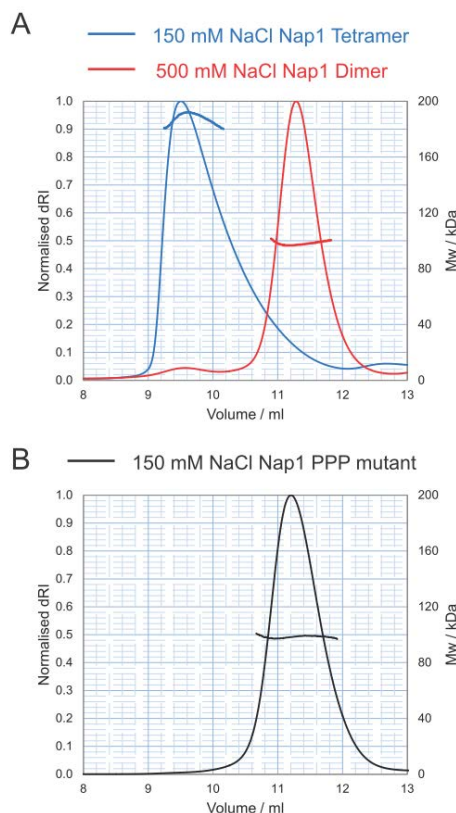 A
150 mM NaCl Nap1 Tetramer
500 mM NaCl Nap1 Dimer
1.0 200
0.9
0.8 160
0.7
0.6 120
0.5
0.4 80
0.3
0.2 40
0.1
0.0 0
Normalised dRI
Mw / kDa
8 9 10 11 12 13
Volume / ml
B
150 mM NaCl Nap1 PPP mutant
1.0 200
0.9
0.8 160
0.7
0.6 120
0.5
0.4 80
0.3
0.2 40
0.1
0.0 0
Normalised dRI
Mw / kDa
8 9 10 11 12 13
Volume / ml